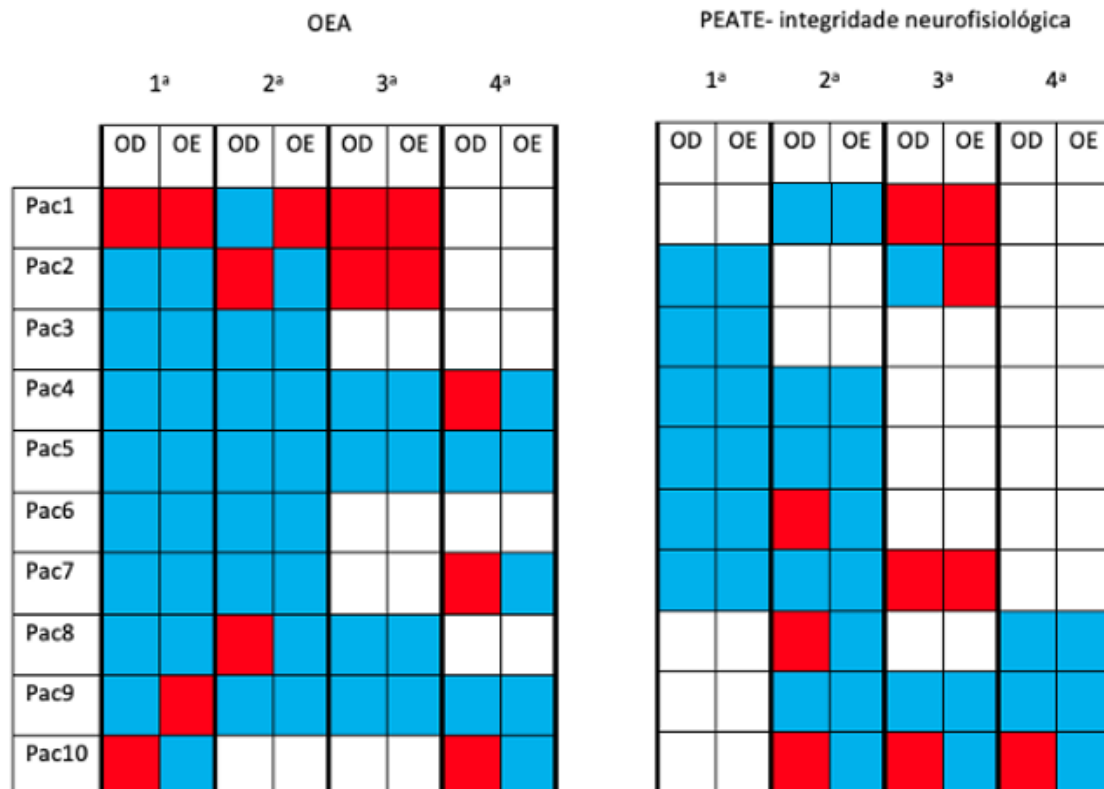 OEA
PEATE- integridade neurofisiológica
1ª 2ª 3ª 4ª
1ª 2ª 3ª 4ª
OD OE OD OE OD OE OD OE
OD OE OD OE OD OE OD OE
Pac1
Pac2
Pac3
Pac4
Pac5
Pac6
Pac7
Pac8
Pac9
Pac10